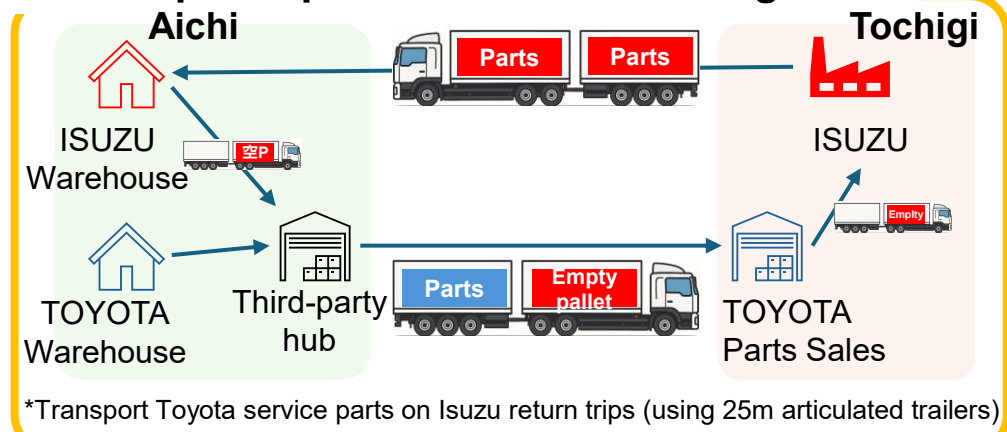 Aichi
Tochigi
Parts
Parts
ISUZU
Warehouse
空P
ISUZU
Emplty
TOYOTA
Warehouse
Third-party
hub
Parts
Empty
pallet
TOYOTA
Parts Sales
*Transport Toyota service parts on Isuzu return trips (using 25m articulated trailers)